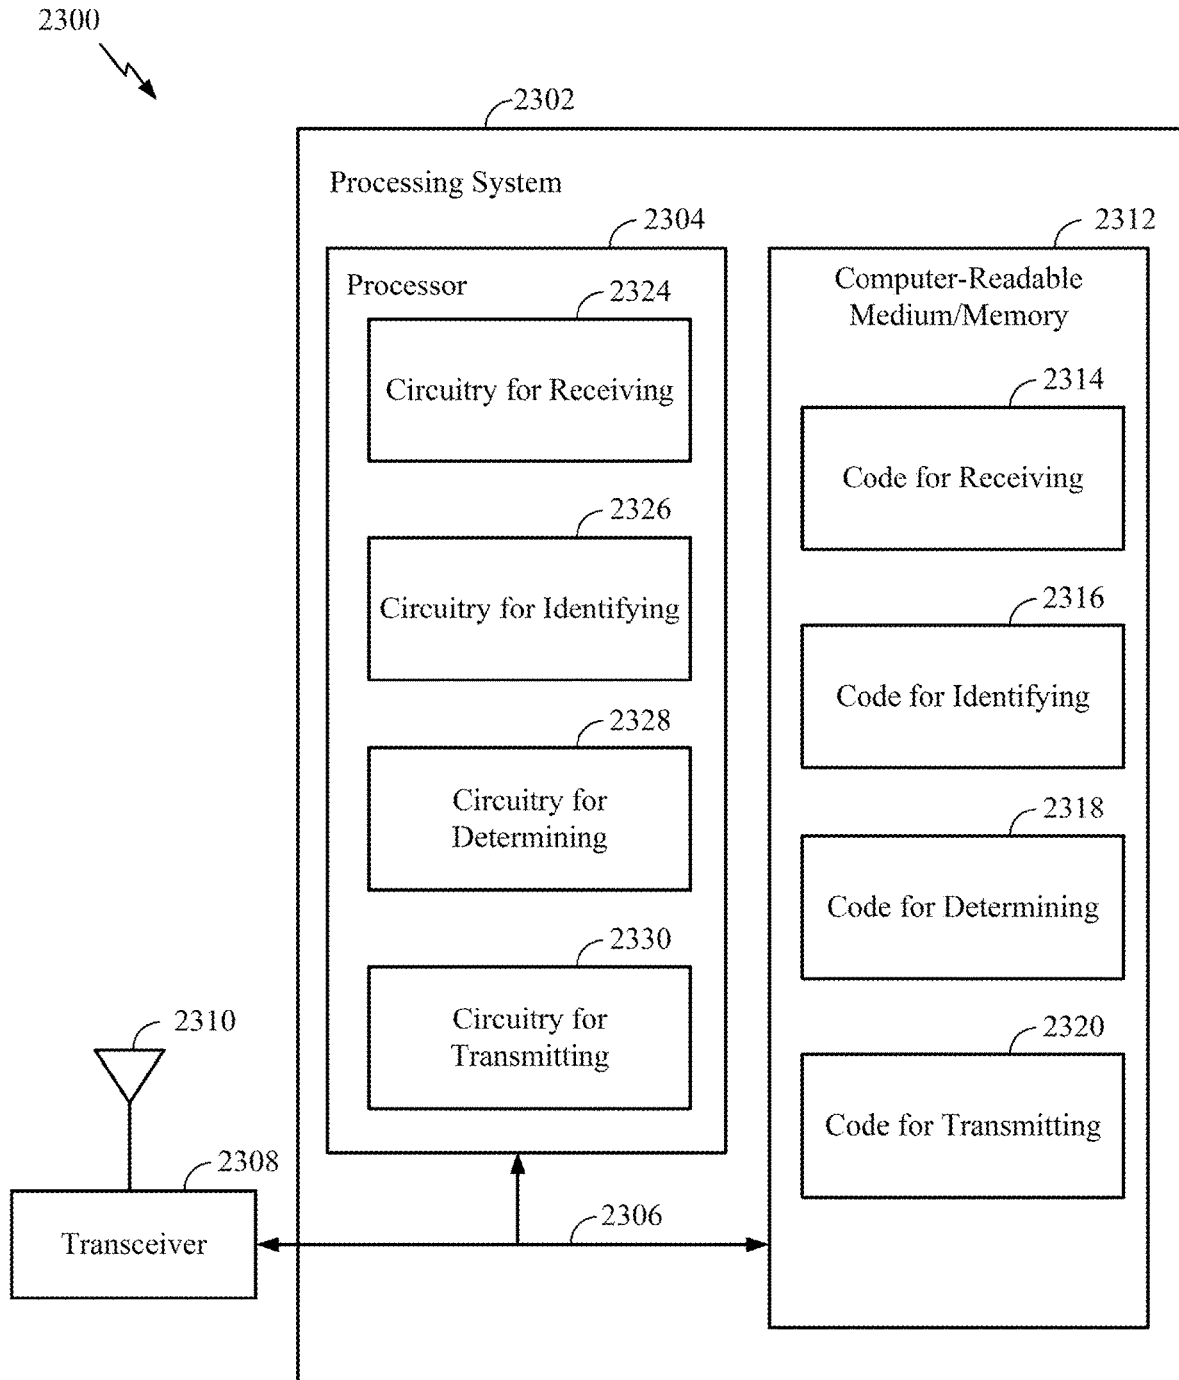 2300
2302
Processing System
2304
Processor
2324
Circuitry for Receiving
2326
Circuitry for Identifying
2328
Circuitry for
Determining
2330
Circuitry for
Transmitting
2312
Computer-Readable
Medium/Memory
2314
Code for Receiving
2316
Code for Identifying
2318
Code for Determining
2320
Code for Transmitting
2310
2308
Transceiver
2306